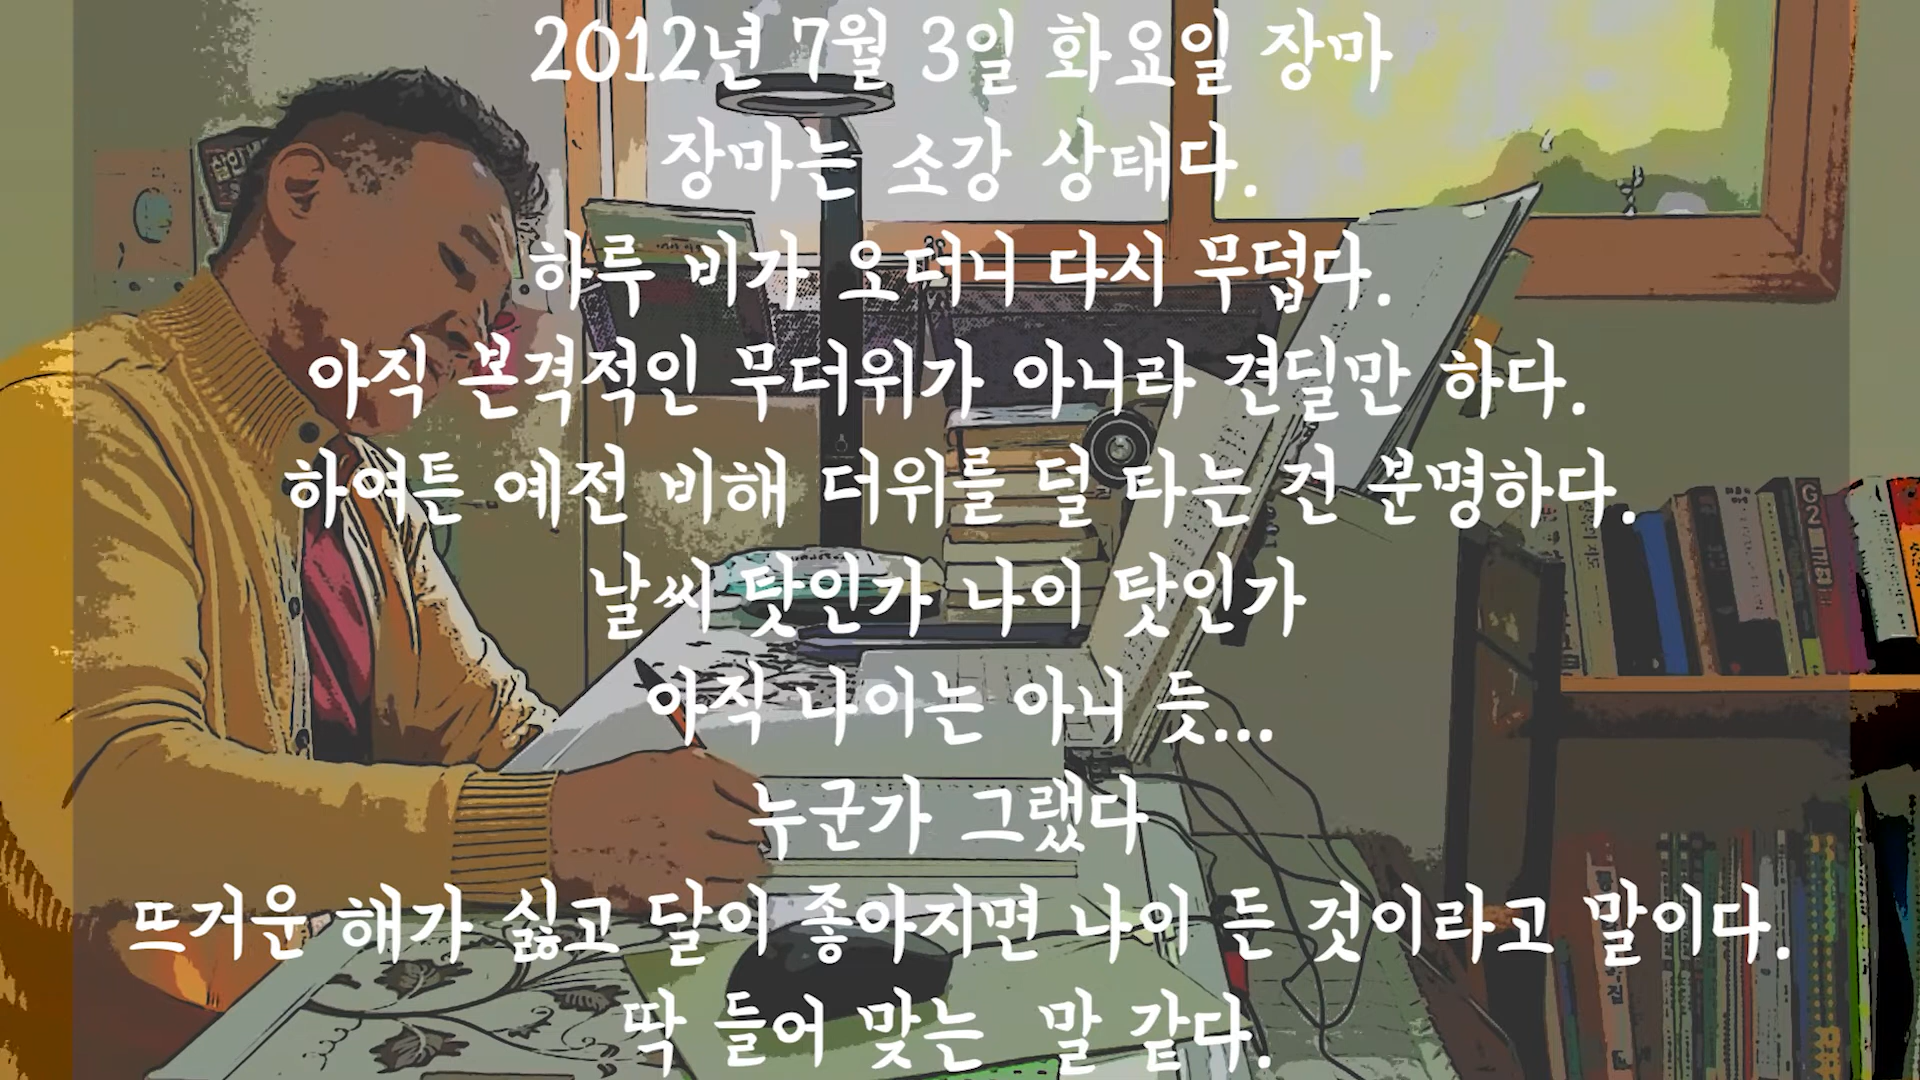 2012년 7월 3일 화요일 장마
장마는 소강 상태다.
하루 비가 오더니 다시 무덥다.
아직 본격적인 무더위가 아니라 견딜만 하다.
하여튼 예전 비해 더위를 덜 타는 건 분명하다.
날씨 탓인가 나이 탓인가
아직 나이는 아니 듯...
누군가 그랬다
뜨거운 해가 싫고 달이 좋아지면 나이 든 것이라고 말이다.
딱 들어 맞는 말 같다.
G2